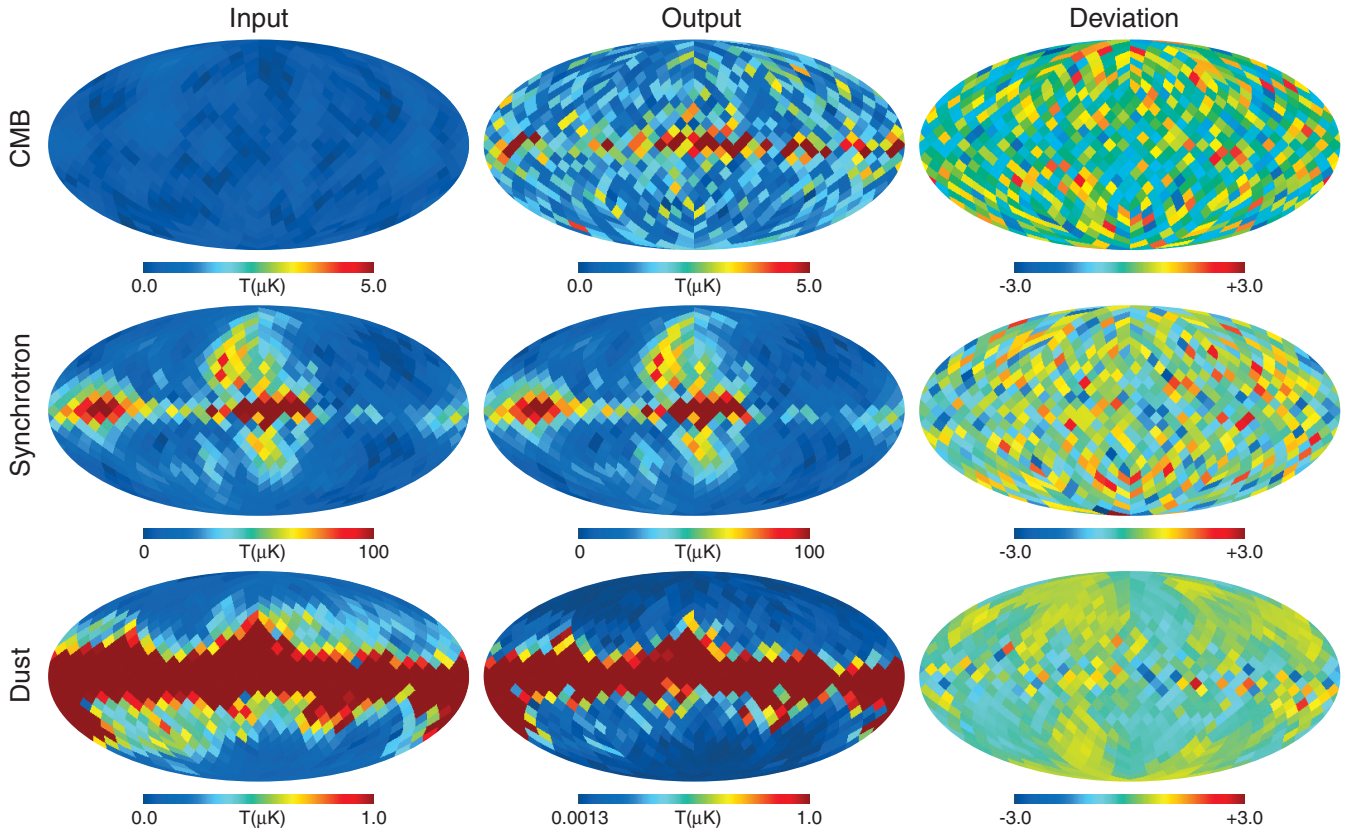 Input Output Deviation
CMB
0.0 T(μK) 5.0
0.0 T(μK) 5.0
-3.0 +3.0
Synchrotron
0 T(μK) 100
0 T(μK) 100
-3.0 +3.0
Dust
0.0 T(μK) 1.0
0.0013 T(μK) 1.0
-3.0 +3.0